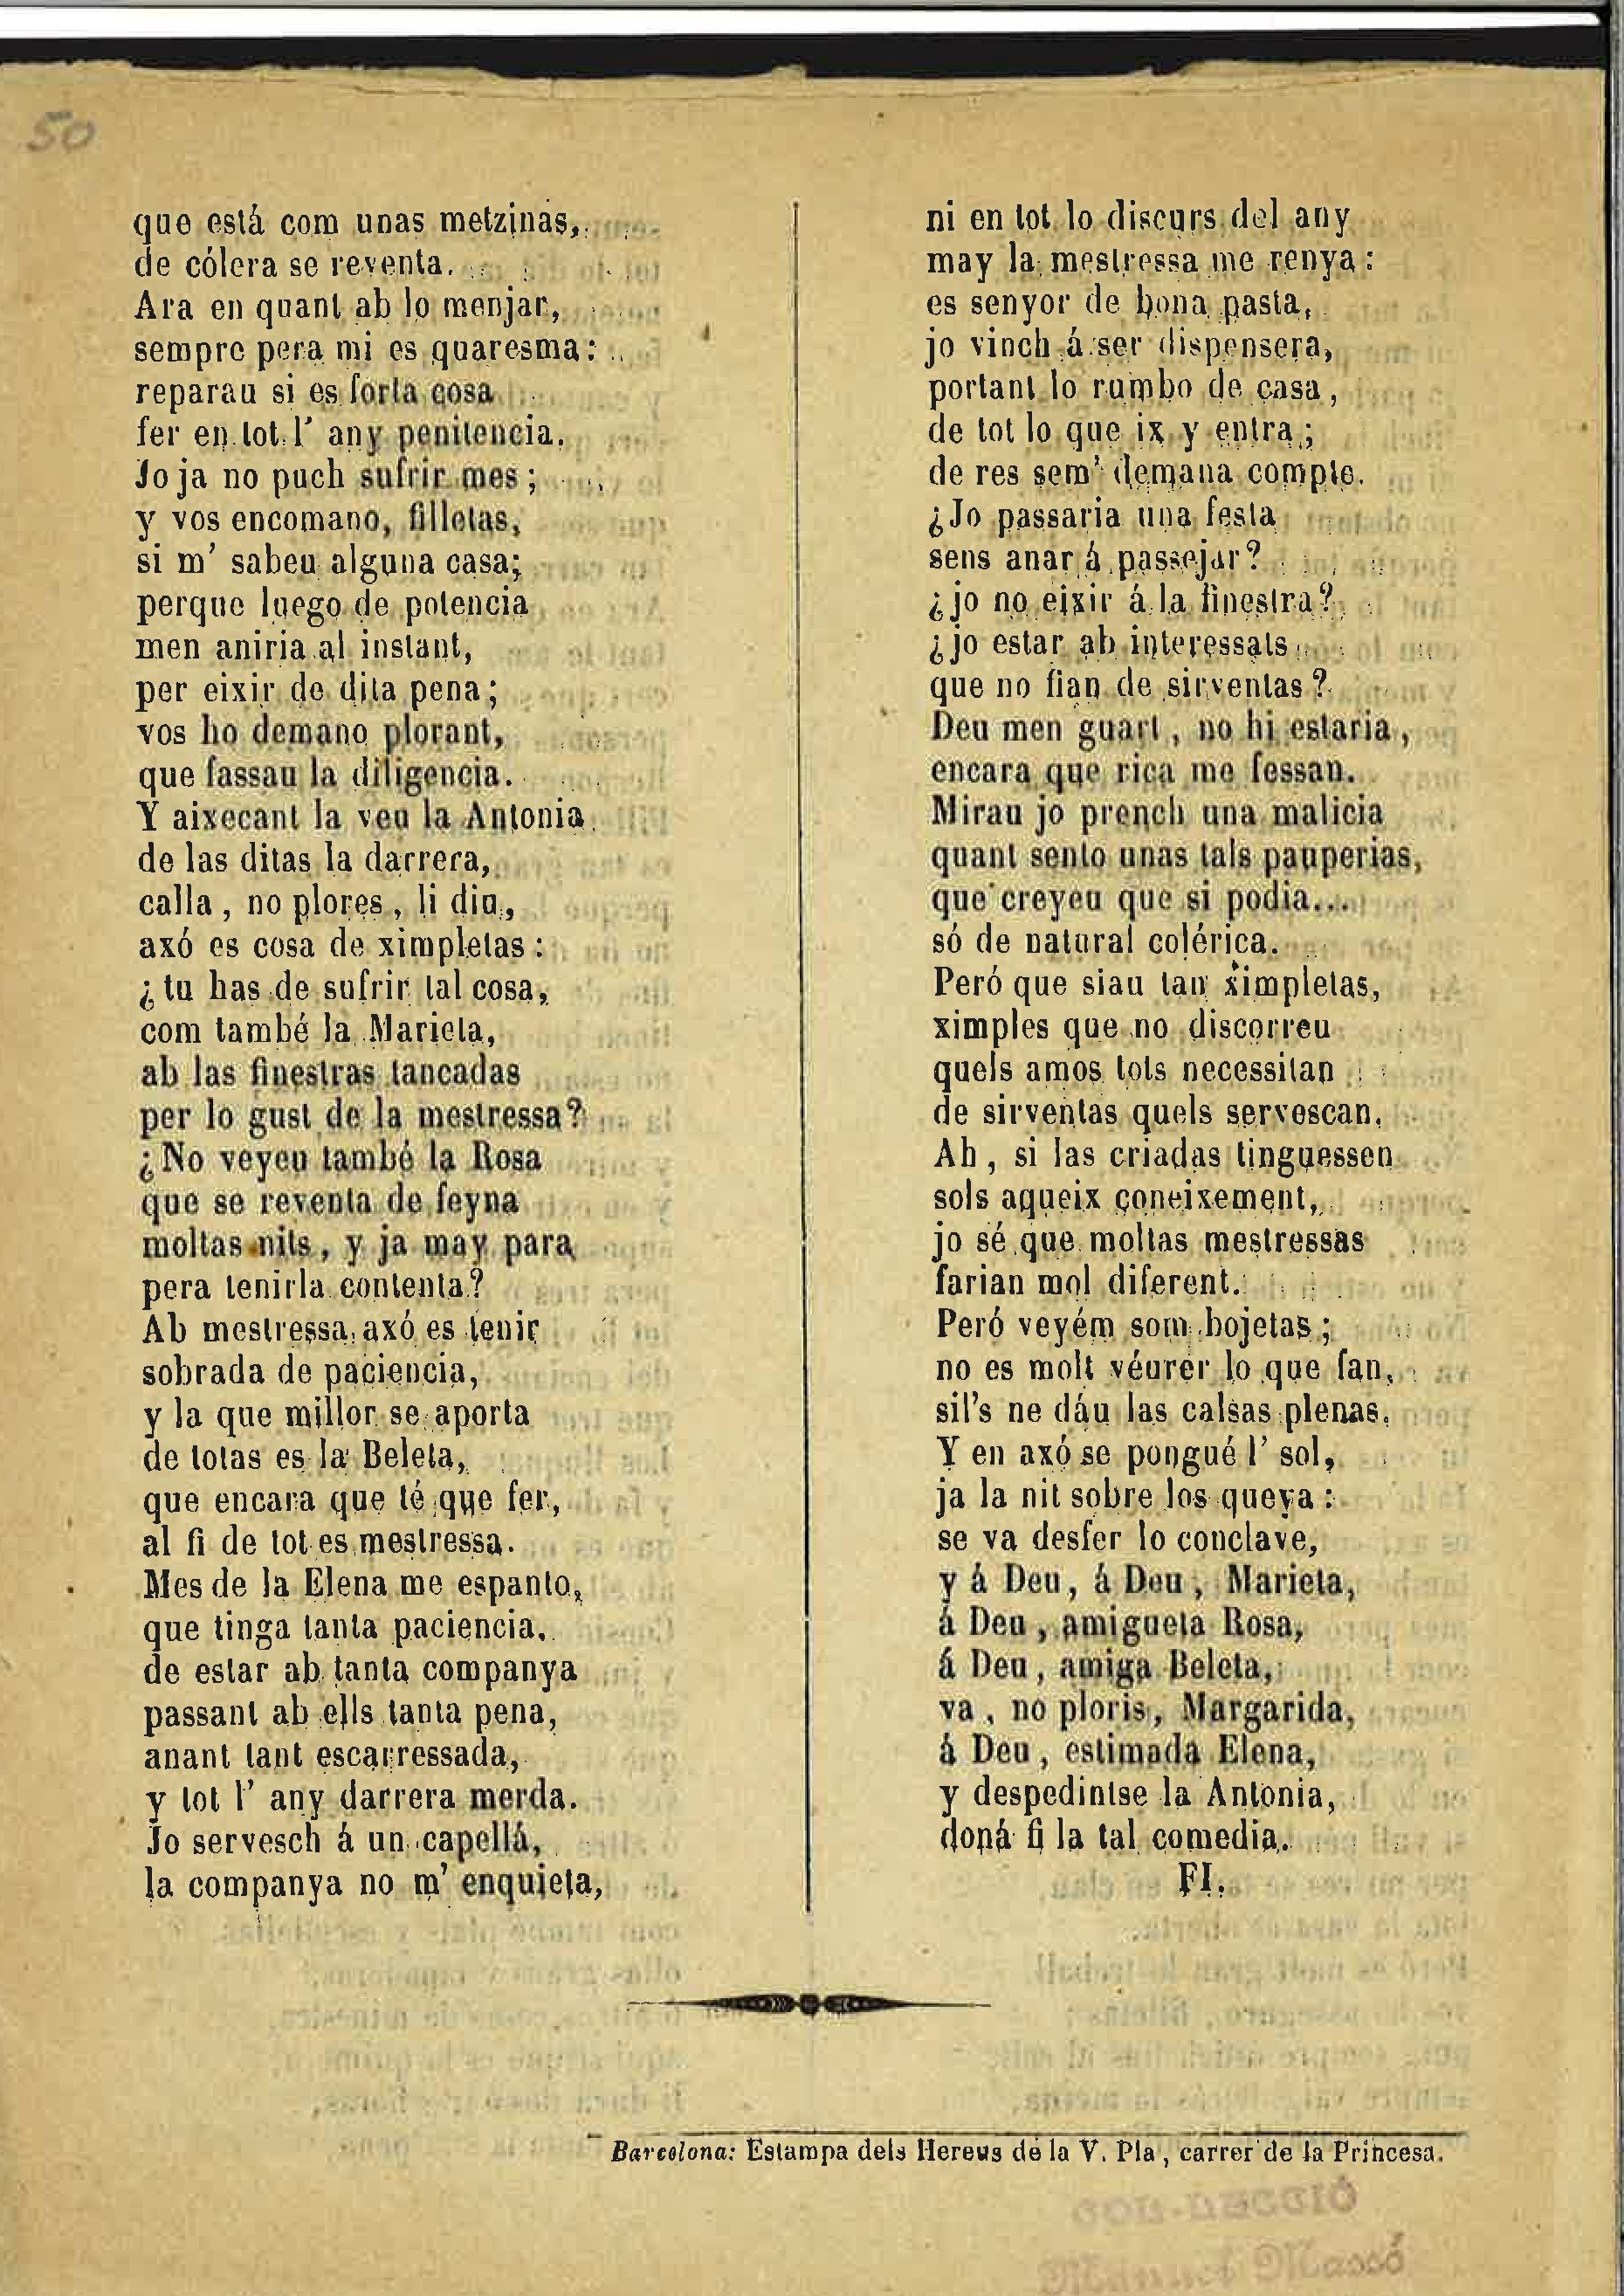 50
que está com unas metzinas,
de cólera se reventa.
Ara en quant ab lo menjar,
sempre pera mi es quaresma:
reparau si es forta cosa
fer en tot l' any penitencia.
Jo ja no puch sufrir mes;
y vos encomano, filletas,
si m' sabeu alguna casa;
perque luego de potencia
men aniria al instant,
per eixir de dita pena;
vos ho demano plorant,
que fassau la diligencia.
Y aixecant la veu la Antonia
de las ditas la darrera,
calla, no plores, li diu,
axó es cosa de ximpletas:
¿tu has de sufrir tal cosa,
com també la Marieta,
ab las finestras tancadas
per lo gust de la mestressa?
¿No veyeu també la Rosa
que se reventa de feyna
moltas nits, y ja may para
pera tenirla contenta?
Ab mestressa axó es tenir
sobrada de paciencia,
y la que millor se aporta
de totas es la Beleta,
que encara que té que fer,
al fi de tot es mestressa.
Mes de la Elena me espanto,
que tinga tanta paciencia,
de estar ab tanta companya
passant ab ells tanta pena,
anant tant escarressada,
y tot l' any darrera merda.
Jo servesch á un capellá,
la companya no m' enquieta,
ni en tot lo discurs del any
may la mestressa me renya:
es senyor de bona pasta,
jo vinch á ser dispensera,
portant lo rumbo de casa,
de tot lo que ix y entra;
de res sem' demana compte.
¿Jo passaria una festa
sens anar á passejar?
¿jo no eixir á la finestra?
¿jo estar ab interessats
que no fian de sirventas?
Deu men guart, no hi estaria,
encara que rica me fessan.
Mirau jo prench una malicia
quant sento unas tals pauperias,
que creyeu que si podia...
só de natural colérica.
Peró que siau tan ximpletas,
ximples que no discorreu
quels amos tots necessitan
de sirventas quels servescan.
Ah, si las criadas tinguessen
sols aqueix coneixement,
jo sé que moltas mestressas
farian mol diferent.
Peró veyém som bojetas;
no es molt véurer lo que fan,
sil's ne dáu las calsas plenas.
Y en axó se pongué l' sol,
ja la nit sobre los queya:
se va desfer lo conclave,
y á Deu, á Deu, Marieta,
á Deu, amigueta Rosa,
á Deu, amiga Beleta,
va, no ploris, Margarida,
á Deu, estimada Elena,
y despedintse la Antonia,
doná fi la tal comedia.
FI.
Barcelona: Estampa dels Hereus de la V. Pla, carrer de la Princesa.